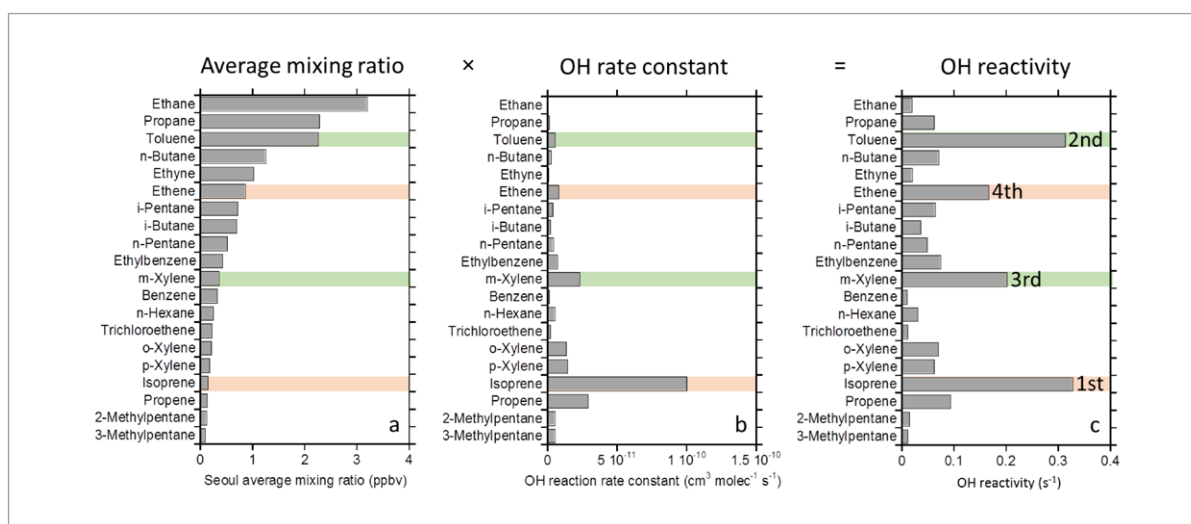 Average mixing ratio × OH rate constant = OH reactivity
Ethane
Propane
Toluene
n-Butane
Ethyne
Ethene
i-Pentane
i-Butane
n-Pentane
Ethylbenzene
m-Xylene
Benzene
n-Hexane
Trichloroethene
o-Xylene
p-Xylene
Isoprene
Propene
2-Methylpentane
3-Methylpentane
a
0 1 2 3 4
Seoul average mixing ratio (ppbv)
Ethane
Propane
Toluene
n-Butane
Ethyne
Ethene
i-Pentane
i-Butane
n-Pentane
Ethylbenzene
m-Xylene
Benzene
n-Hexane
Trichloroethene
o-Xylene
p-Xylene
Isoprene
Propene
2-Methylpentane
3-Methylpentane
b
0 5 10⁻¹¹ 1 10⁻¹⁰ 1.5 10⁻¹⁰
OH reaction rate constant (cm³ molec⁻¹ s⁻¹)
Ethane
Propane
Toluene 2nd
n-Butane
Ethyne
Ethene 4th
i-Pentane
i-Butane
n-Pentane
Ethylbenzene
m-Xylene 3rd
Benzene
n-Hexane
Trichloroethene
o-Xylene
p-Xylene
Isoprene 1st
Propene
2-Methylpentane
3-Methylpentane
c
0 0.1 0.2 0.3 0.4
OH reactivity (s⁻¹)